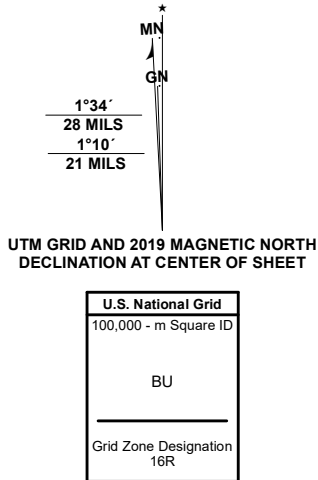 ★
MN
GN
1°34´
28 MILS
1°10´
21 MILS
UTM GRID AND 2019 MAGNETIC NORTH
DECLINATION AT CENTER OF SHEET
U.S. National Grid
100,000 - m Square ID
BU
Grid Zone Designation
16R